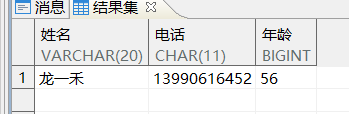 消息 结果集
姓名 电话 年龄
VARCHAR(20) CHAR(11) BIGINT
1 龙一禾 13990616452 56